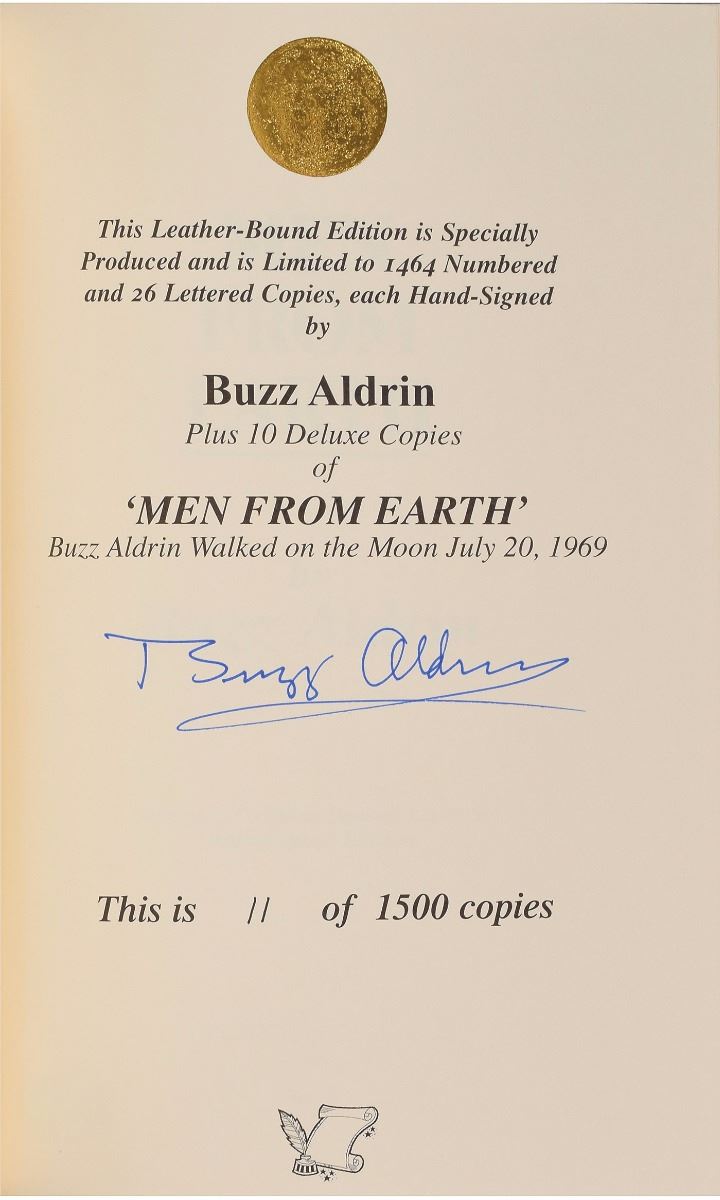 This Leather-Bound Edition is Specially
Produced and is Limited to 1464 Numbered
and 26 Lettered Copies, each Hand-Signed
by
Buzz Aldrin
Plus 10 Deluxe Copies
of
‘MEN FROM EARTH’
Buzz Aldrin Walked on the Moon July 20, 1969
Buzz Aldrin
This is 11 of 1500 copies